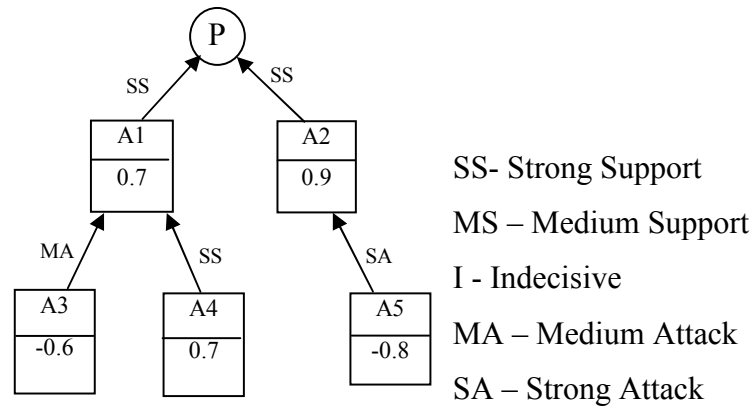 P
SS
SS
A1
0.7
A2
0.9
MA
SS
SA
A3
-0.6
A4
0.7
A5
-0.8
SS- Strong Support
MS – Medium Support
I - Indecisive
MA – Medium Attack
SA – Strong Attack